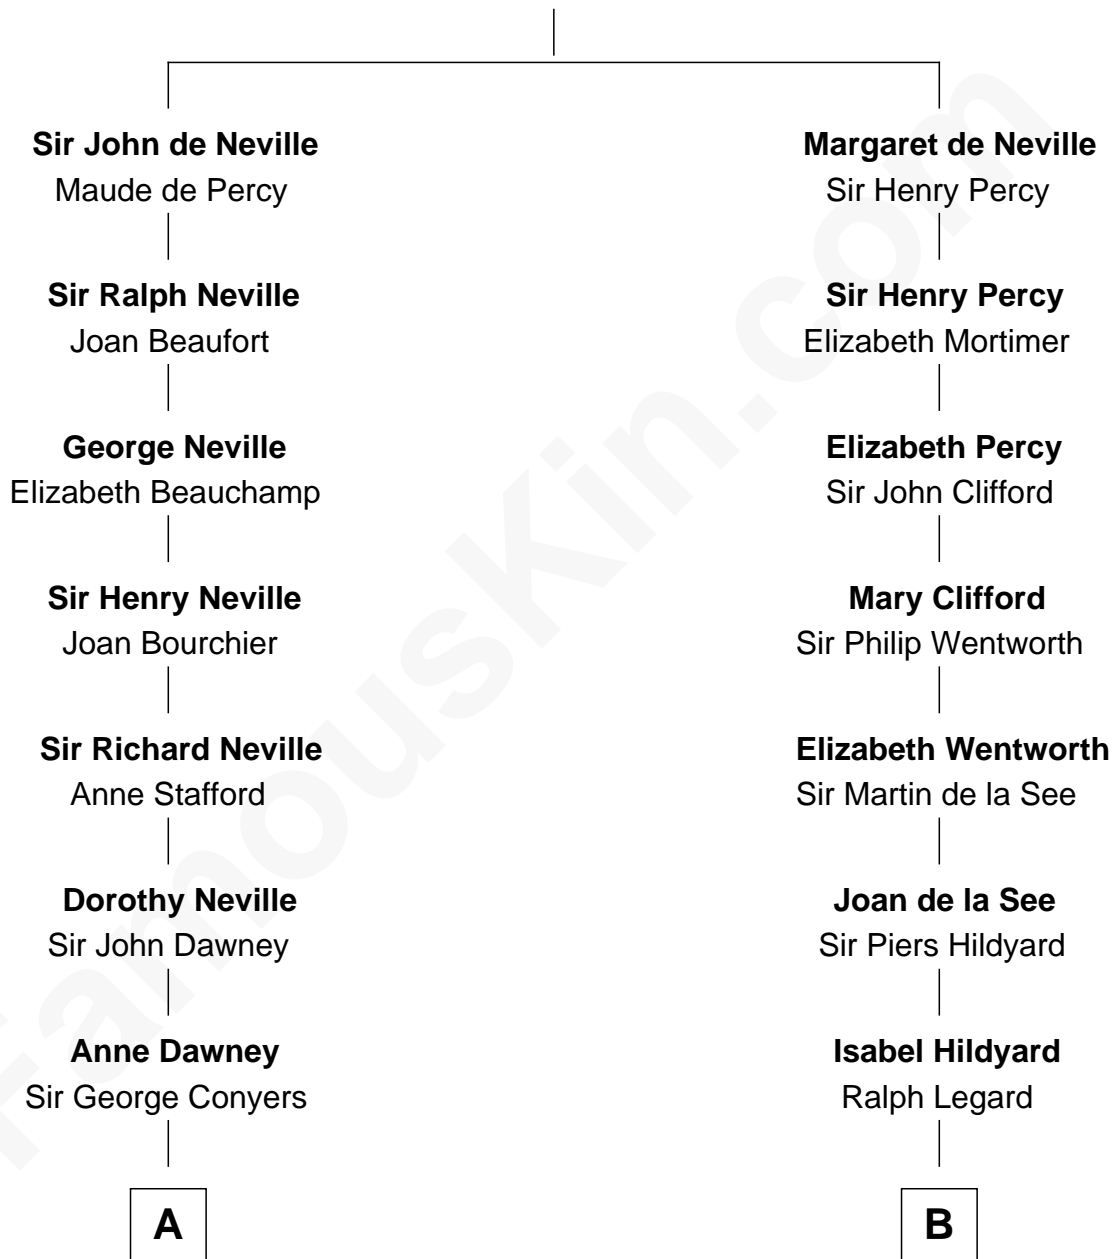 Sir John de Neville
Maude de Percy
Sir Ralph Neville
Joan Beaufort
George Neville
Elizabeth Beauchamp
Sir Henry Neville
Joan Bourchier
Sir Richard Neville
Anne Stafford
Dorothy Neville
Sir John Dawney
Anne Dawney
Sir George Conyers
A
Margaret de Neville
Sir Henry Percy
Sir Henry Percy
Elizabeth Mortimer
Elizabeth Percy
Sir John Clifford
Mary Clifford
Sir Philip Wentworth
Elizabeth Wentworth
Sir Martin de la See
Joan de la See
Sir Piers Hildyard
Isabel Hildyard
Ralph Legard
B
FamousKin.com